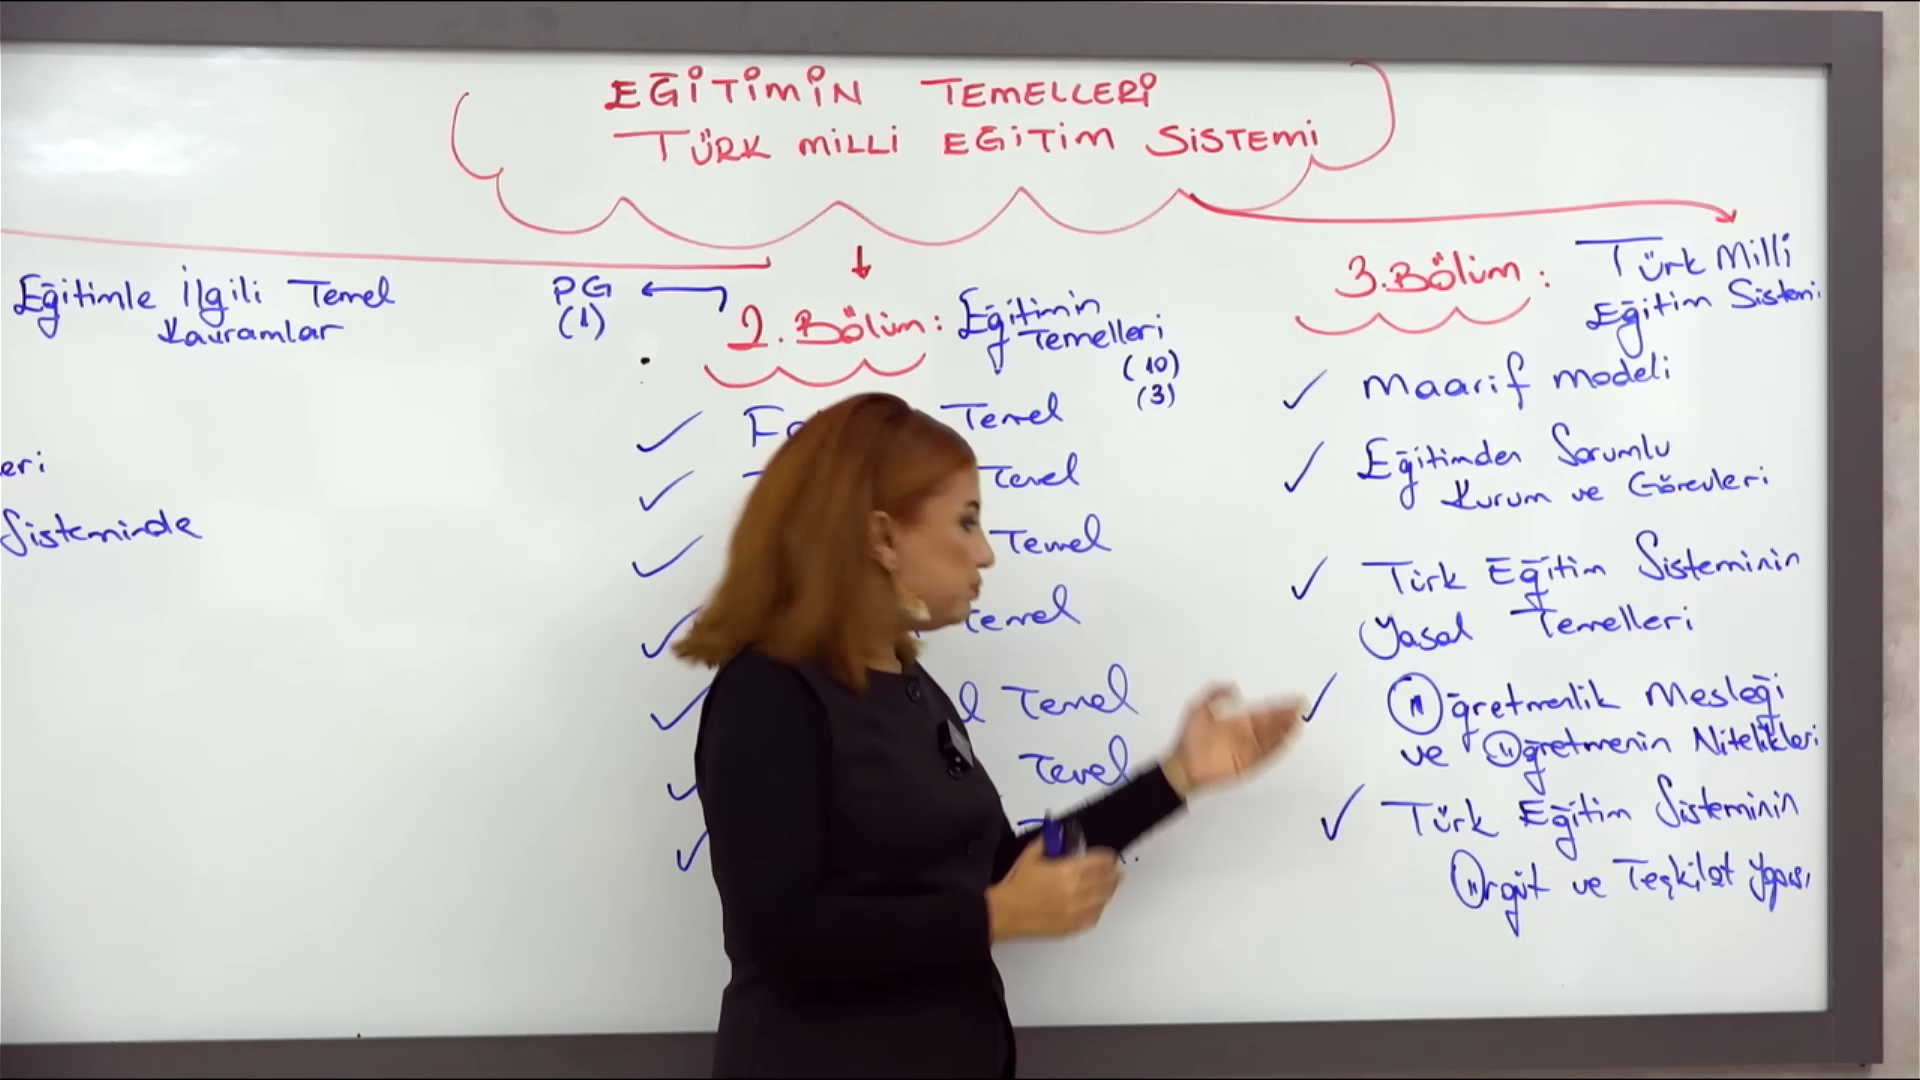 EĞİTİMİN TEMELLERİ
TÜRK MİLLİ EĞİTİM SİSTEMİ
Eğitimle İlgili Temel
Kavramlar
eri
Sisteminde
PG
(1)
2. Bölüm: Eğitimin
Temelleri
(10)
(3)
Temel
Temel
Temel
Temel
l Temel
Temel
3. Bölüm: Türk Milli
Eğitim Sistemi
✓ Maarif Modeli
✓ Eğitimden Sorumlu
Kurum ve Görevleri
✓ Türk Eğitim Sisteminin
Yasal Temelleri
✓ Öğretmenlik Mesleği
ve Öğretmenin Nitelikleri
✓ Türk Eğitim Sisteminin
Örgüt ve Teşkilat Yapısı